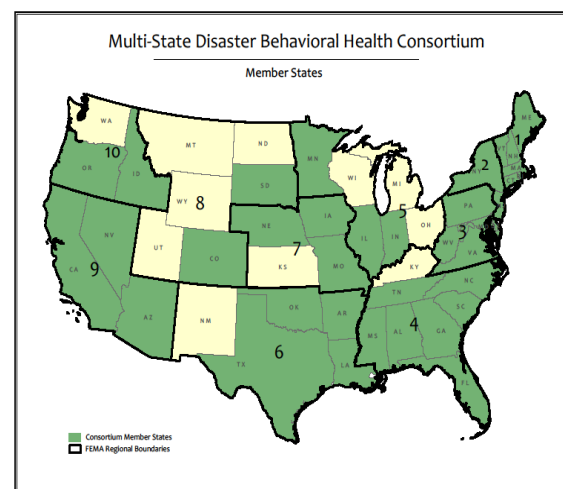 Multi-State Disaster Behavioral Health Consortium
Member States
WA
MT
ND
MN
ME
1
10
OR
ID
SD
WI
MI
2
VT
MA
WY
8
NE
IA
5
PA
NV
UT
CO
7
IL
IN
OH
3
WV
VA
CA
9
KS
MO
KY
AZ
NM
OK
AR
TN
NC
SC
6
MS
AL
GA
4
TX
LA
FL
Consortium Member States
FEMA Regional Boundaries